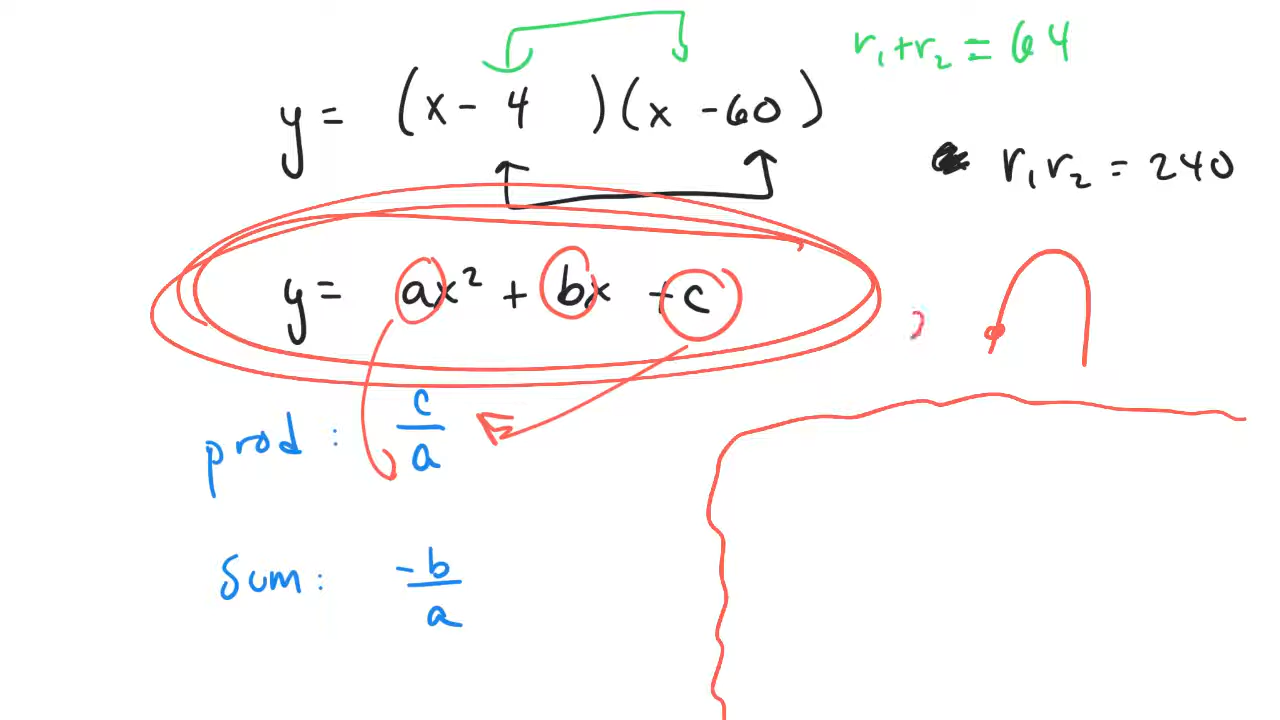 r₁+r₂ = 64
y = (x - 4 )(x - 60)
r₁r₂ = 240
y = ax² + bx + c
prod : c/a
sum : -b/a